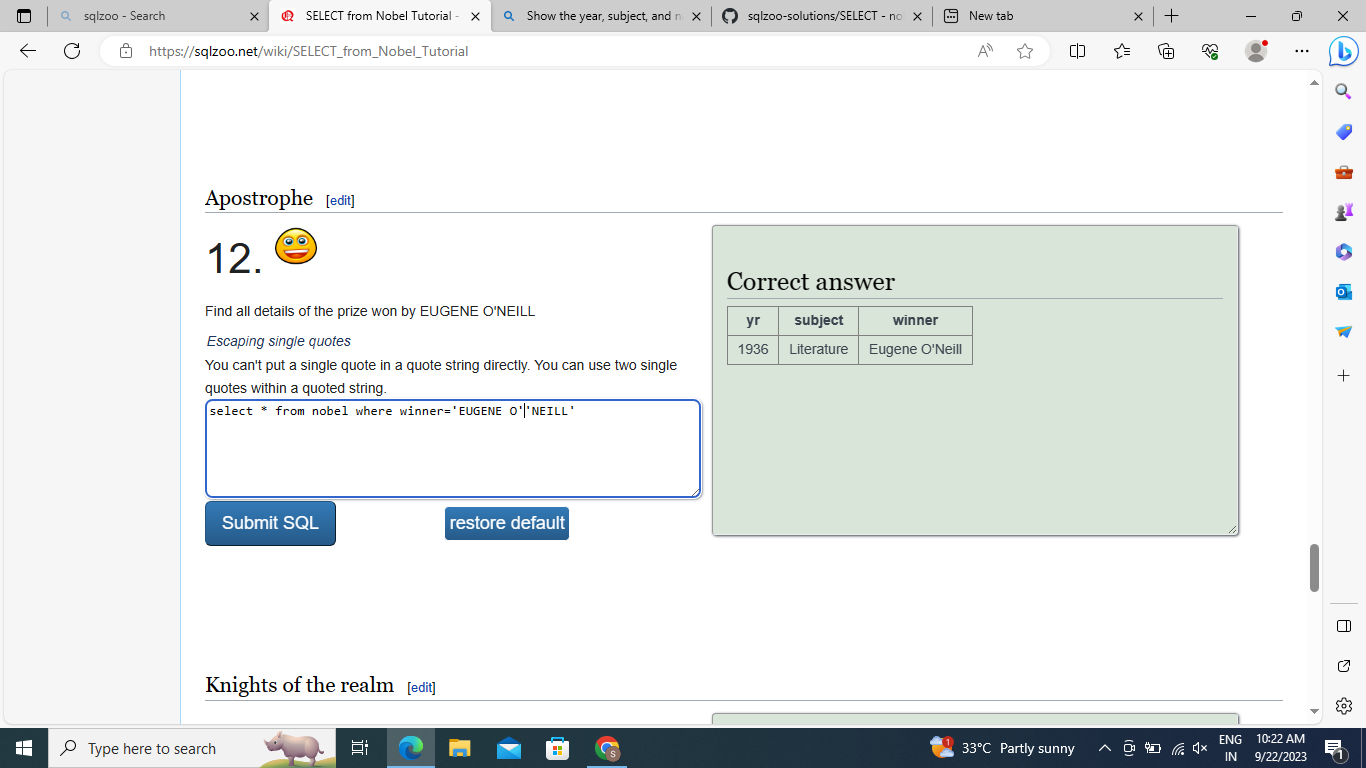 sqlzoo - Search
SELECT from Nobel Tutorial -
Show the year, subject, and n
sqlzoo-solutions/SELECT - no
New tab
https://sqlzoo.net/wiki/SELECT_from_Nobel_Tutorial
Apostrophe [edit]
12.
Find all details of the prize won by EUGENE O'NEILL
Escaping single quotes
You can't put a single quote in a quote string directly. You can use two single
quotes within a quoted string.
select * from nobel where winner='EUGENE O''NEILL'
Submit SQL
restore default
Correct answer
yr subject winner
1936 Literature Eugene O'Neill
Knights of the realm [edit]
Type here to search
S
1
33°C Partly sunny
ENG
IN
10:22 AM
9/22/2023
1